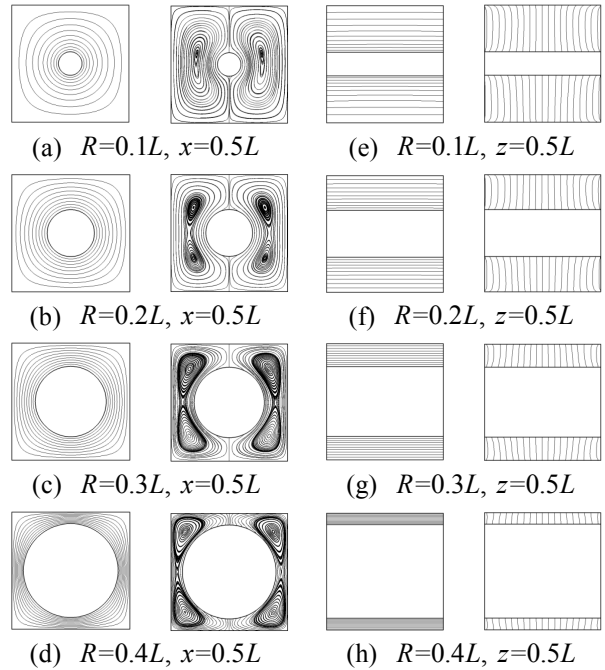 (a) R=0.1L, x=0.5L
(e) R=0.1L, z=0.5L
(b) R=0.2L, x=0.5L
(f) R=0.2L, z=0.5L
(c) R=0.3L, x=0.5L
(g) R=0.3L, z=0.5L
(d) R=0.4L, x=0.5L
(h) R=0.4L, z=0.5L